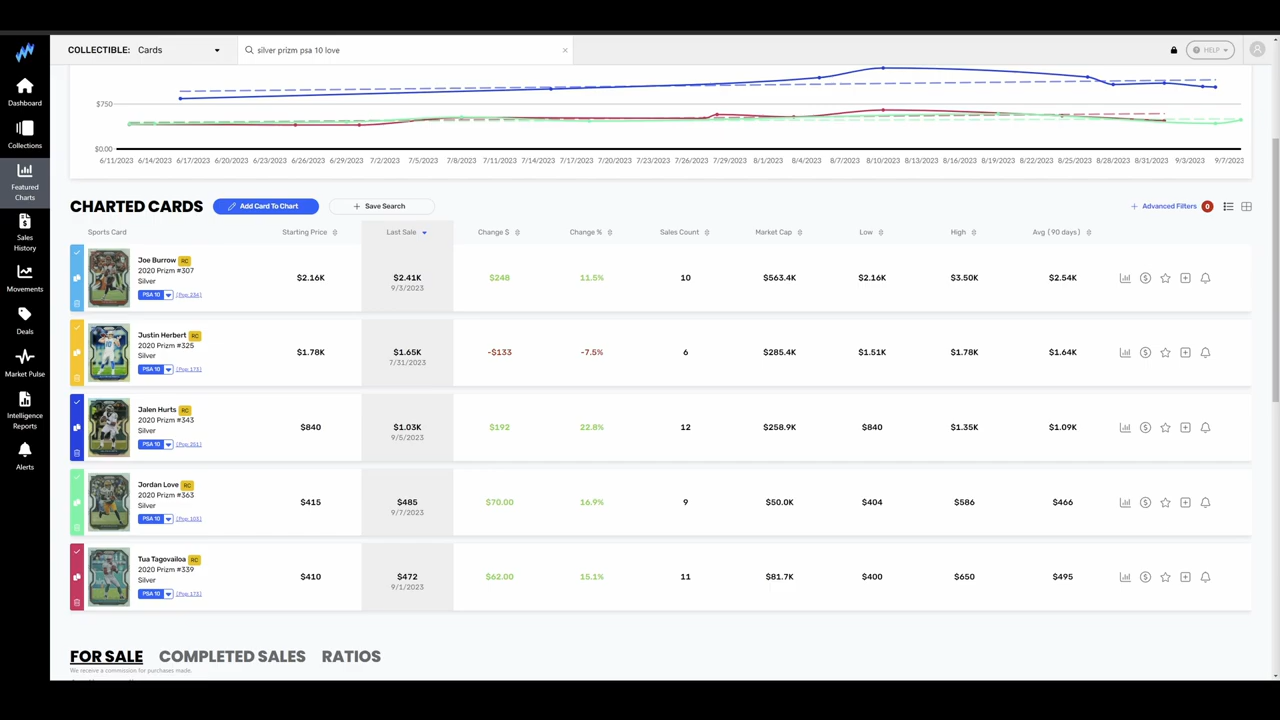 COLLECTIBLE: Cards
silver prizm psa 10 love
HELP
Dashboard
Collections
Featured
Charts
Sales
History
Movements
Deals
Market Pulse
Intelligence
Reports
Alerts
$750
$0.00
6/11/2023 6/14/2023 6/17/2023 6/20/2023 6/23/2023 6/26/2023 6/29/2023 7/2/2023 7/5/2023 7/8/2023 7/11/2023 7/14/2023 7/17/2023 7/20/2023 7/23/2023 7/26/2023 7/29/2023 8/1/2023 8/4/2023 8/7/2023 8/10/2023 8/13/2023 8/16/2023 8/19/2023 8/22/2023 8/25/2023 8/28/2023 8/31/2023 9/3/2023 9/7/2023
CHARTED CARDS Add Card To Chart + Save Search + Advanced Filters 0
Sports Card Starting Price Last Sale Change $ Change % Sales Count Market Cap Low High Avg (90 days)
Joe Burrow RC
2020 Prizm #307
Silver
PSA 10 [Pop: 234]
$2.16K $2.41K $248 11.5% 10 $563.4K $2.16K $3.50K $2.54K
9/3/2023
Justin Herbert RC
2020 Prizm #325
Silver
PSA 10 [Pop: 173]
$1.78K $1.65K -$133 -7.5% 6 $285.4K $1.51K $1.78K $1.64K
7/31/2023
Jalen Hurts RC
2020 Prizm #343
Silver
PSA 10 [Pop: 251]
$840 $1.03K $192 22.8% 12 $258.9K $840 $1.35K $1.09K
9/5/2023
Jordan Love RC
2020 Prizm #363
Silver
PSA 10 [Pop: 103]
$415 $485 $70.00 16.9% 9 $50.0K $404 $586 $466
9/7/2023
Tua Tagovailoa RC
2020 Prizm #339
Silver
PSA 10 [Pop: 173]
$410 $472 $62.00 15.1% 11 $81.7K $400 $650 $495
9/1/2023
FOR SALE COMPLETED SALES RATIOS
We receive a commission for purchases made.